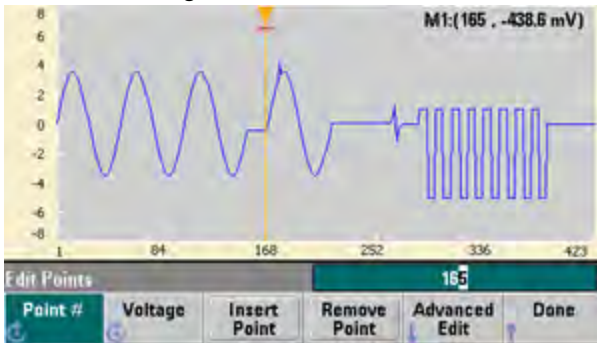 M1:(165 , -438.6 mV)
8
6
4
2
0
-2
-4
-6
-8
1 84 168 252 336 423
Edit Points 165
Point # Voltage Insert Point Remove Point Advanced Edit Done